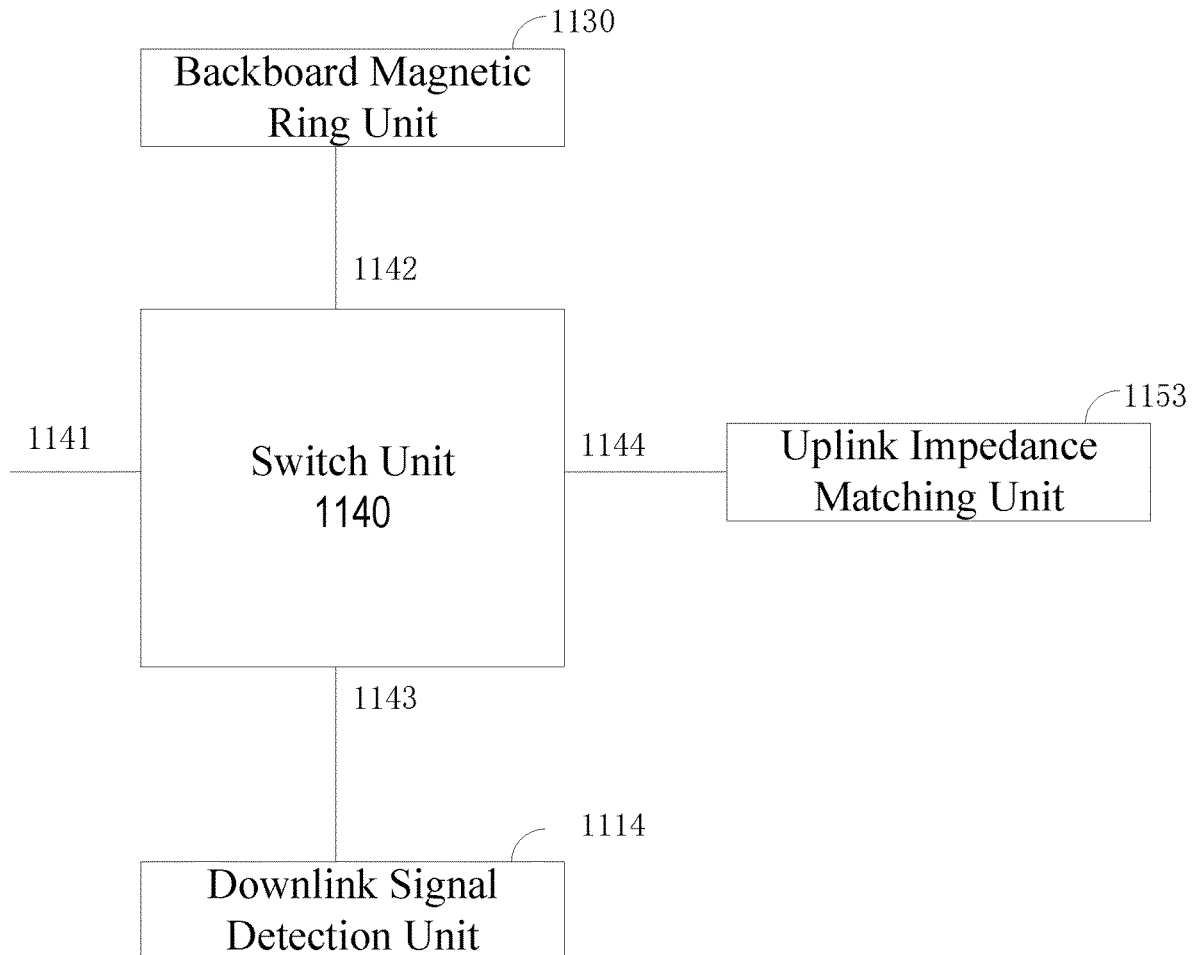 1130
Backboard Magnetic
Ring Unit
1142
1153
1141
Switch Unit
1140
1144
Uplink Impedance
Matching Unit
1143
1114
Downlink Signal
Detection Unit